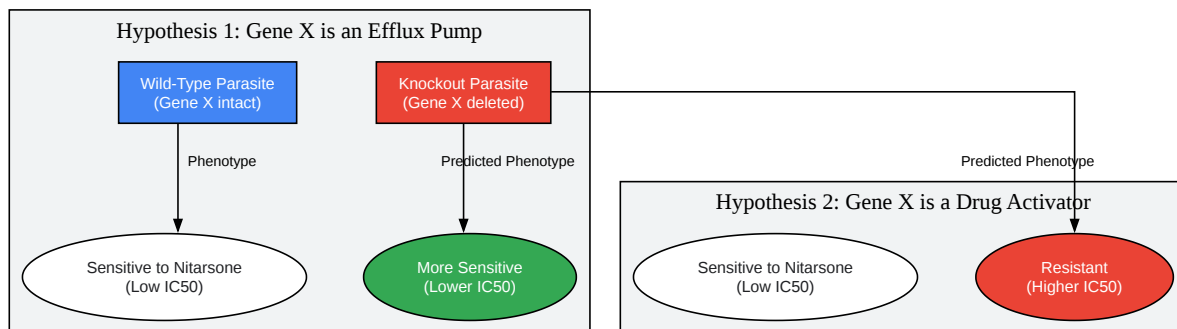 Hypothesis 1: Gene X is an Efflux Pump
Wild-Type Parasite
(Gene X intact)
Knockout Parasite
(Gene X deleted)
Phenotype
Predicted Phenotype
Predicted Phenotype
Hypothesis 2: Gene X is a Drug Activator
Sensitive to Nitarsone
(Low IC50)
More Sensitive
(Lower IC50)
Sensitive to Nitarsone
(Low IC50)
Resistant
(Higher IC50)